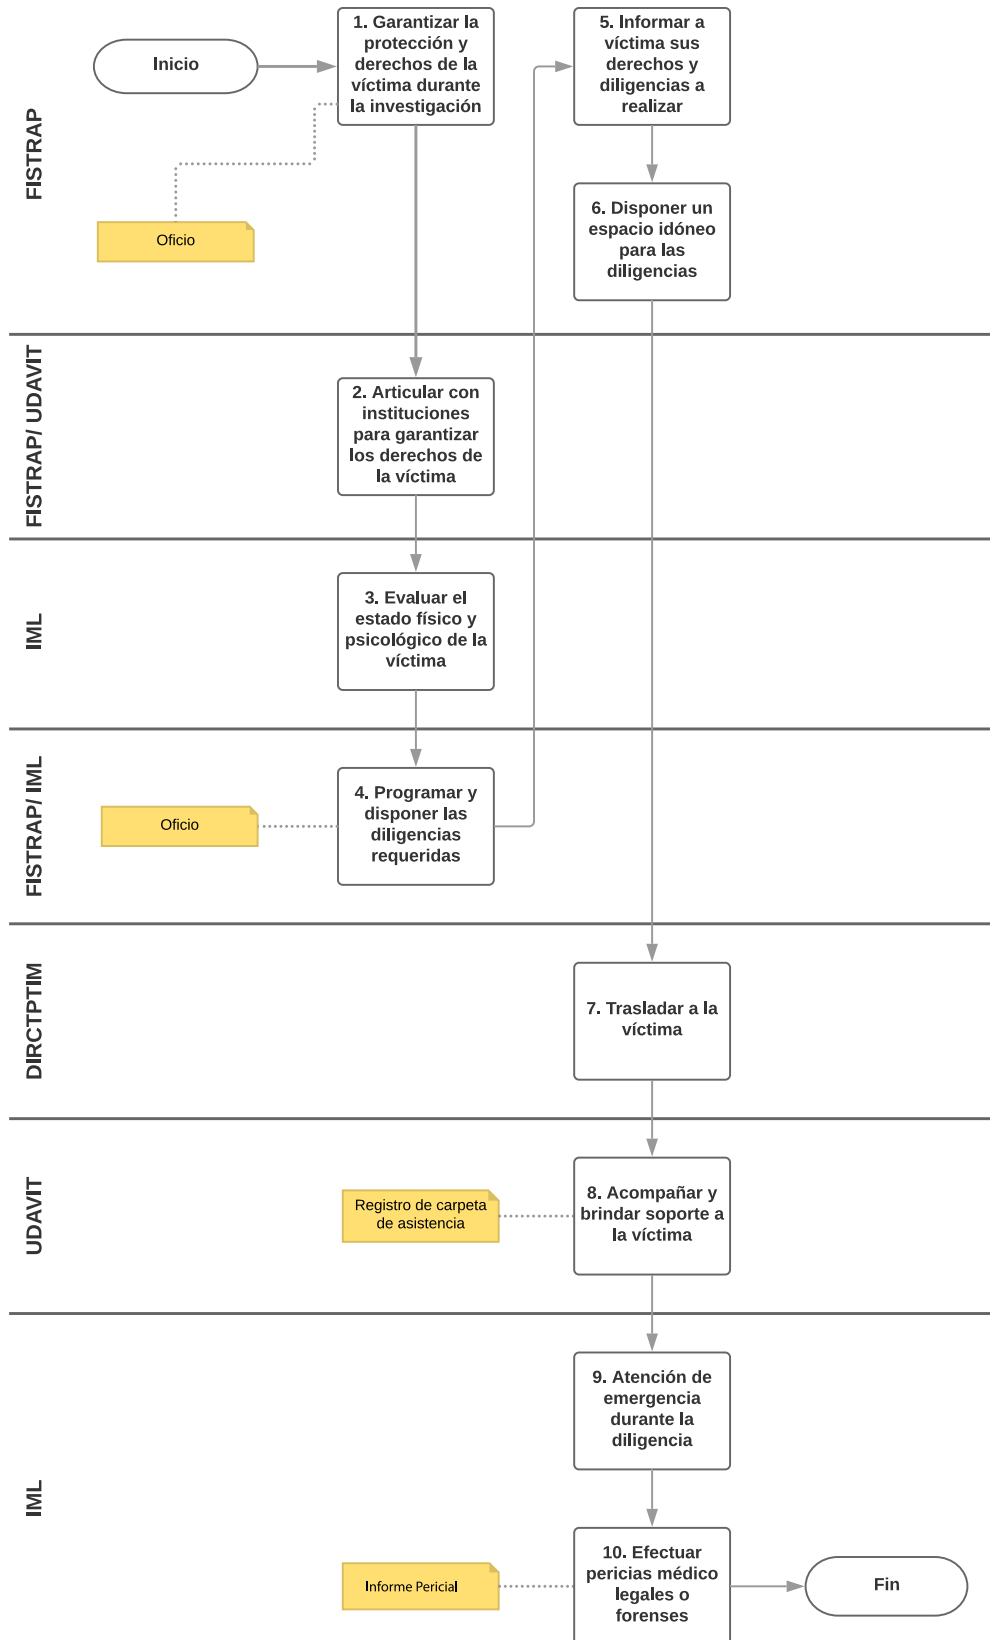 FISTRAP
Inicio
1. Garantizar la
protección y
derechos de la
víctima durante
la investigación
Oficio
5. Informar a
víctima sus
derechos y
diligencias a
realizar
6. Disponer un
espacio idóneo
para las
diligencias
FISTRAP/ UDAVIT
2. Articular con
instituciones
para garantizar
los derechos de
la víctima
IML
3. Evaluar el
estado físico y
psicológico de la
víctima
FISTRAP/ IML
Oficio
4. Programar y
disponer las
diligencias
requeridas
DIRCTPTIM
7. Trasladar a la
víctima
UDAVIT
Registro de carpeta
de asistencia
8. Acompañar y
brindar soporte a
la víctima
IML
9. Atención de
emergencia
durante la
diligencia
Informe Pericial
10. Efectuar
pericias médico
legales o
forenses
Fin